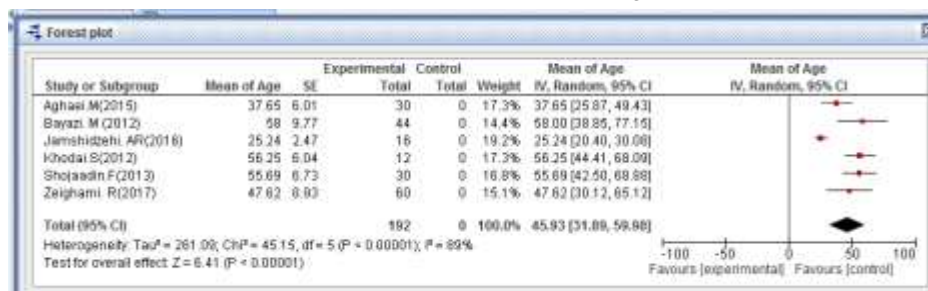 Forest plot
Experimental Control Mean of Age Mean of Age
Study or Subgroup Mean of Age SE Total Total Weight IV, Random, 95% CI IV, Random, 95% CI
Aghaei.M(2015) 37.65 6.01 30 0 17.3% 37.65 [25.87, 49.43]
Bayazi. M (2012) 58 9.77 44 0 14.4% 58.00 [38.85, 77.15]
Jamshidzehi. AR(2016) 25.24 2.47 16 0 19.2% 25.24 [20.40, 30.08]
Khodai.S(2012) 56.25 6.04 12 0 17.3% 56.25 [44.41, 68.09]
Shojaadin.F(2013) 55.69 6.73 30 0 16.8% 55.69 [42.50, 68.88]
Zeighami. R(2017) 47.62 8.93 60 0 15.1% 47.62 [30.12, 65.12]
Total (95% CI) 192 0 100.0% 45.93 [31.89, 59.98]
Heterogeneity: Tau² = 261.09; Chi² = 45.15, df = 5 (P < 0.00001); I² = 89%
Test for overall effect: Z = 6.41 (P < 0.00001)
-100 -50 0 50 100
Favours [experimental] Favours [control]